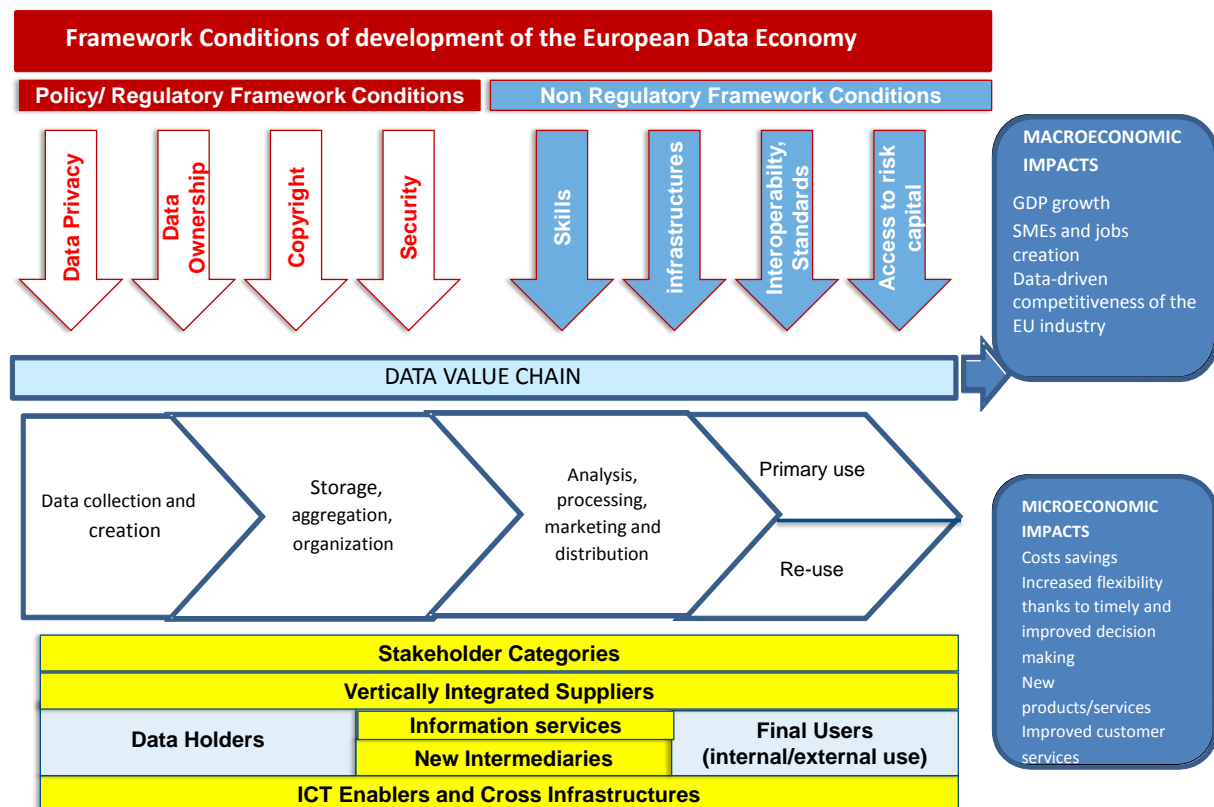 Framework Conditions of development of the European Data Economy
Policy/ Regulatory Framework Conditions
Non Regulatory Framework Conditions
Data Privacy
Data
Ownership
Copyright
Security
Skills
infrastructures
Interoperabilty,
Standards
Access to risk
capital
MACROECONOMIC
IMPACTS
GDP growth
SMEs and jobs
creation
Data-driven
competitiveness of the
EU industry
DATA VALUE CHAIN
Data collection and
creation
Storage,
aggregation,
organization
Analysis,
processing,
marketing and
distribution
Primary use
Re-use
MICROECONOMIC
IMPACTS
Costs savings
Increased flexibility
thanks to timely and
improved decision
making
New
products/services
Improved customer
services
Stakeholder Categories
Vertically Integrated Suppliers
Data Holders
Information services
New Intermediaries
Final Users
(internal/external use)
ICT Enablers and Cross Infrastructures